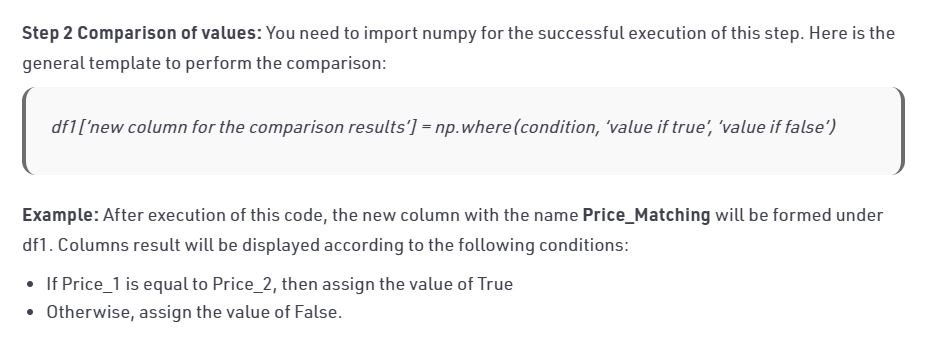 Step 2 Comparison of values: You need to import numpy for the successful execution of this step. Here is the
general template to perform the comparison:
df1[‘new column for the comparison results’] = np.where(condition, ‘value if true’, ‘value if false’)
Example: After execution of this code, the new column with the name Price_Matching will be formed under
df1. Columns result will be displayed according to the following conditions:
• If Price_1 is equal to Price_2, then assign the value of True
• Otherwise, assign the value of False.